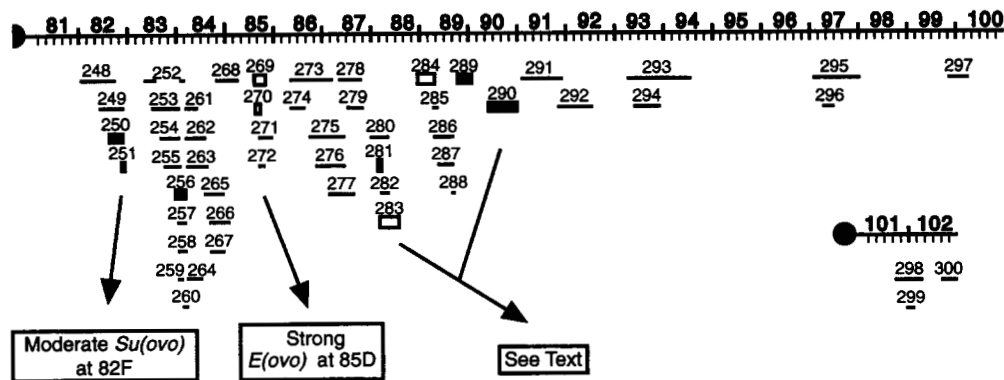 81 82 83 84 85 86 87 88 89 90 91 92 93 94 95 96 97 98 99 100
248 252 268 269 273 278 284 289 291 293 295 297
249 253 261 270 274 279 285 290 292 294 296
250 254 262 271 275 280 286
251 255 263 272 276 281 287
256 265 277 282 288
257 266 283
258 267
101 102
259 264 298 300
260 299
Moderate Su(ovo)
at 82F
Strong
E(ovo) at 85D
See Text